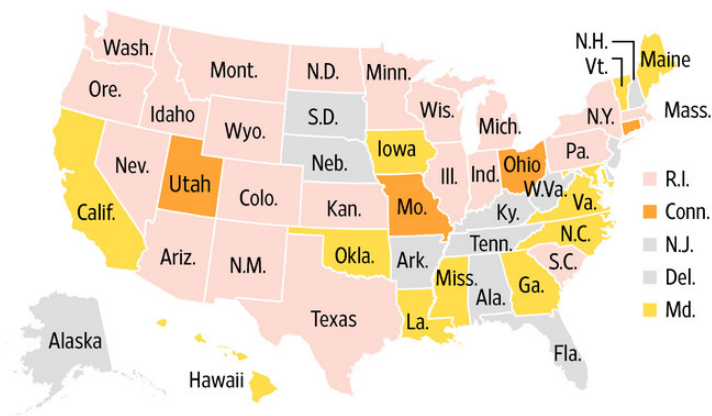 Wash.
Mont.
N.D.
Minn.
N.H.
Vt.
Maine
Ore.
Idaho
S.D.
Wis.
Mich.
N.Y.
Mass.
Wyo.
Nev.
Utah
Colo.
Neb.
Iowa
Ill.
Ind.
Ohio
Pa.
R.I.
Calif.
Kan.
Mo.
W.Va.
Va.
Ky.
Conn.
Ariz.
N.M.
Okla.
Ark.
Tenn.
N.C.
N.J.
S.C.
Del.
Texas
La.
Miss.
Ala.
Ga.
Md.
Alaska
Hawaii
Fla.